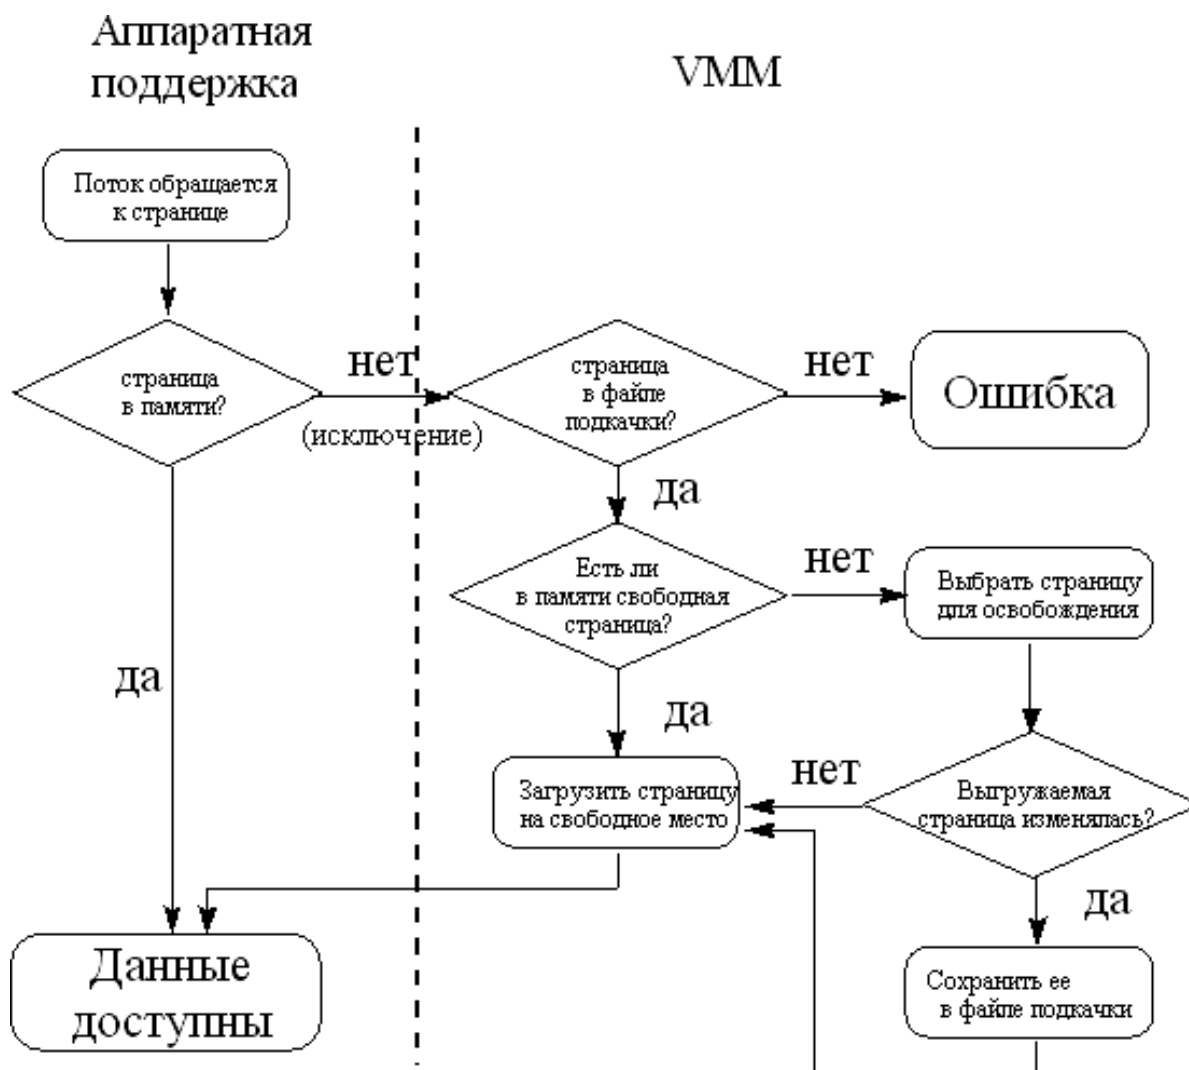 Аппаратная
поддержка
VMM
Поток обращается
к странице
страница
в памяти?
нет
(исключение)
страница
в файле
подкачки?
нет
Ошибка
да
Есть ли
в памяти свободная
страница?
нет
Выбрать страницу
для освобождения
да
да
Загрузить страницу
на свободное место
нет
Выгружаемая
страница изменялась?
да
Данные
доступны
Сохранить ее
в файле подкачки